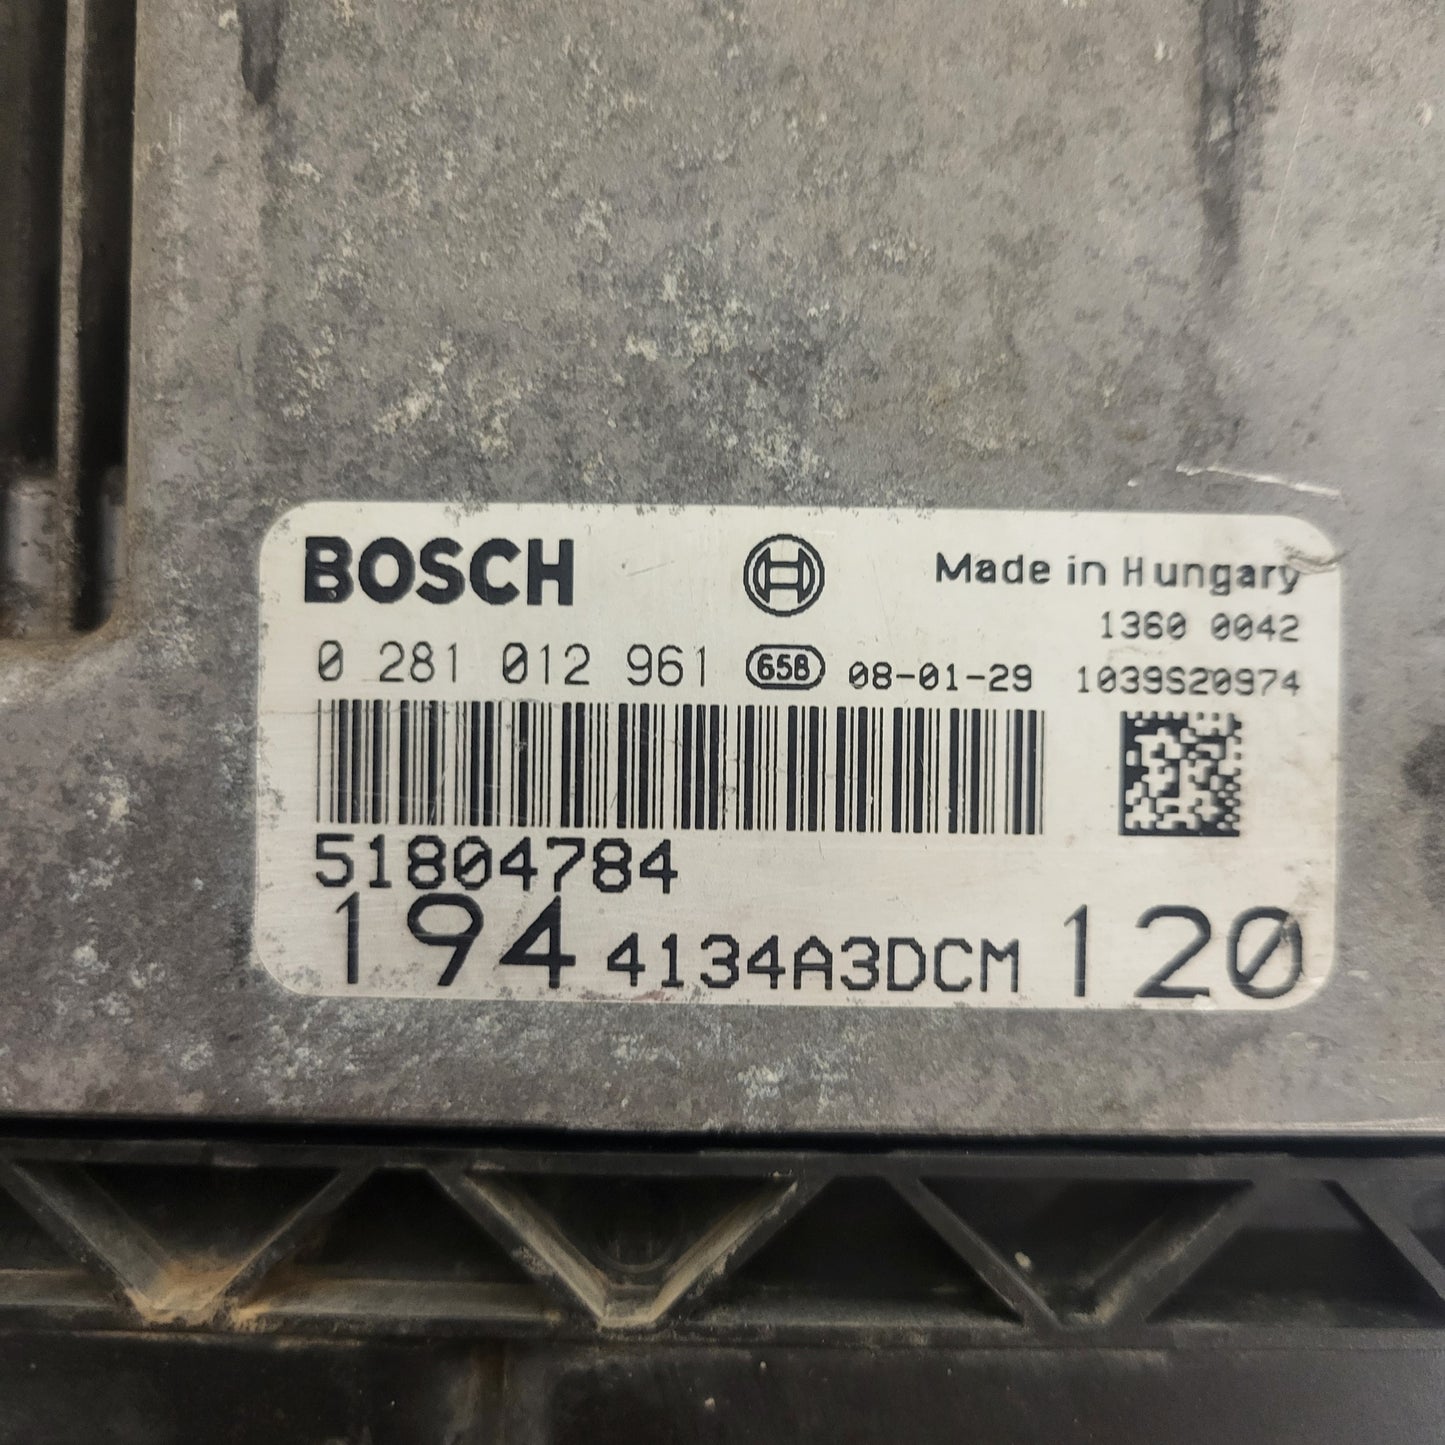 BOSCH Made in Hungary
1360 0042
0 281 012 961 658 08-01-29 1039S20974
51804784
194 4134A3DCM 120